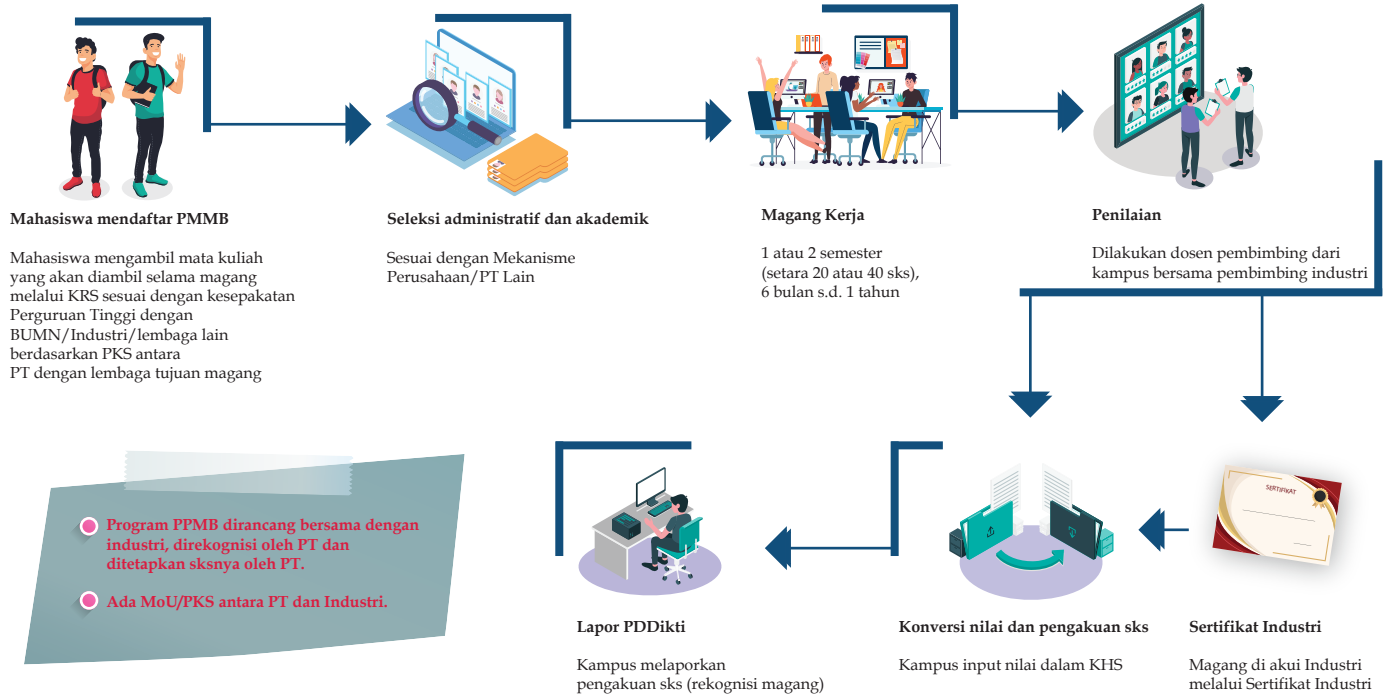 Mahasiswa mendaftar PMMB
Mahasiswa mengambil mata kuliah
yang akan diambil selama magang
melalui KRS sesuai dengan kesepakatan
Perguruan Tinggi dengan
BUMN/Industri/lembaga lain
berdasarkan PKS antara
PT dengan lembaga tujuan magang
Seleksi administratif dan akademik
Sesuai dengan Mekanisme
Perusahaan/PT Lain
Magang Kerja
1 atau 2 semester
(setara 20 atau 40 sks),
6 bulan s.d. 1 tahun
Penilaian
Dilakukan dosen pembimbing dari
kampus bersama pembimbing industri
SERTIFIKAT
Sertifikat Industri
Magang di akui Industri
melalui Sertifikat Industri
Konversi nilai dan pengakuan sks
Kampus input nilai dalam KHS
Lapor PDDikti
Kampus melaporkan
pengakuan sks (rekognisi magang)
Program PPMB dirancang bersama dengan
industri, direkognisi oleh PT dan
ditetapkan sksnya oleh PT.
Ada MoU/PKS antara PT dan Industri.